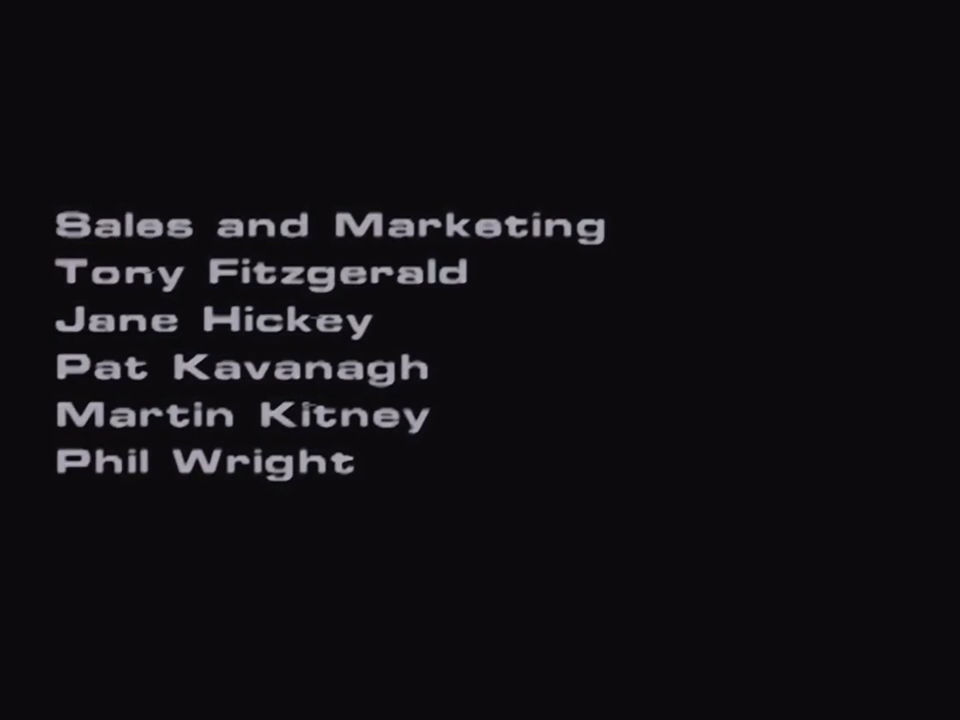 Sales and Marketing
Tony Fitzgerald
Jane Hickey
Pat Kavanagh
Martin Kitney
Phil Wright